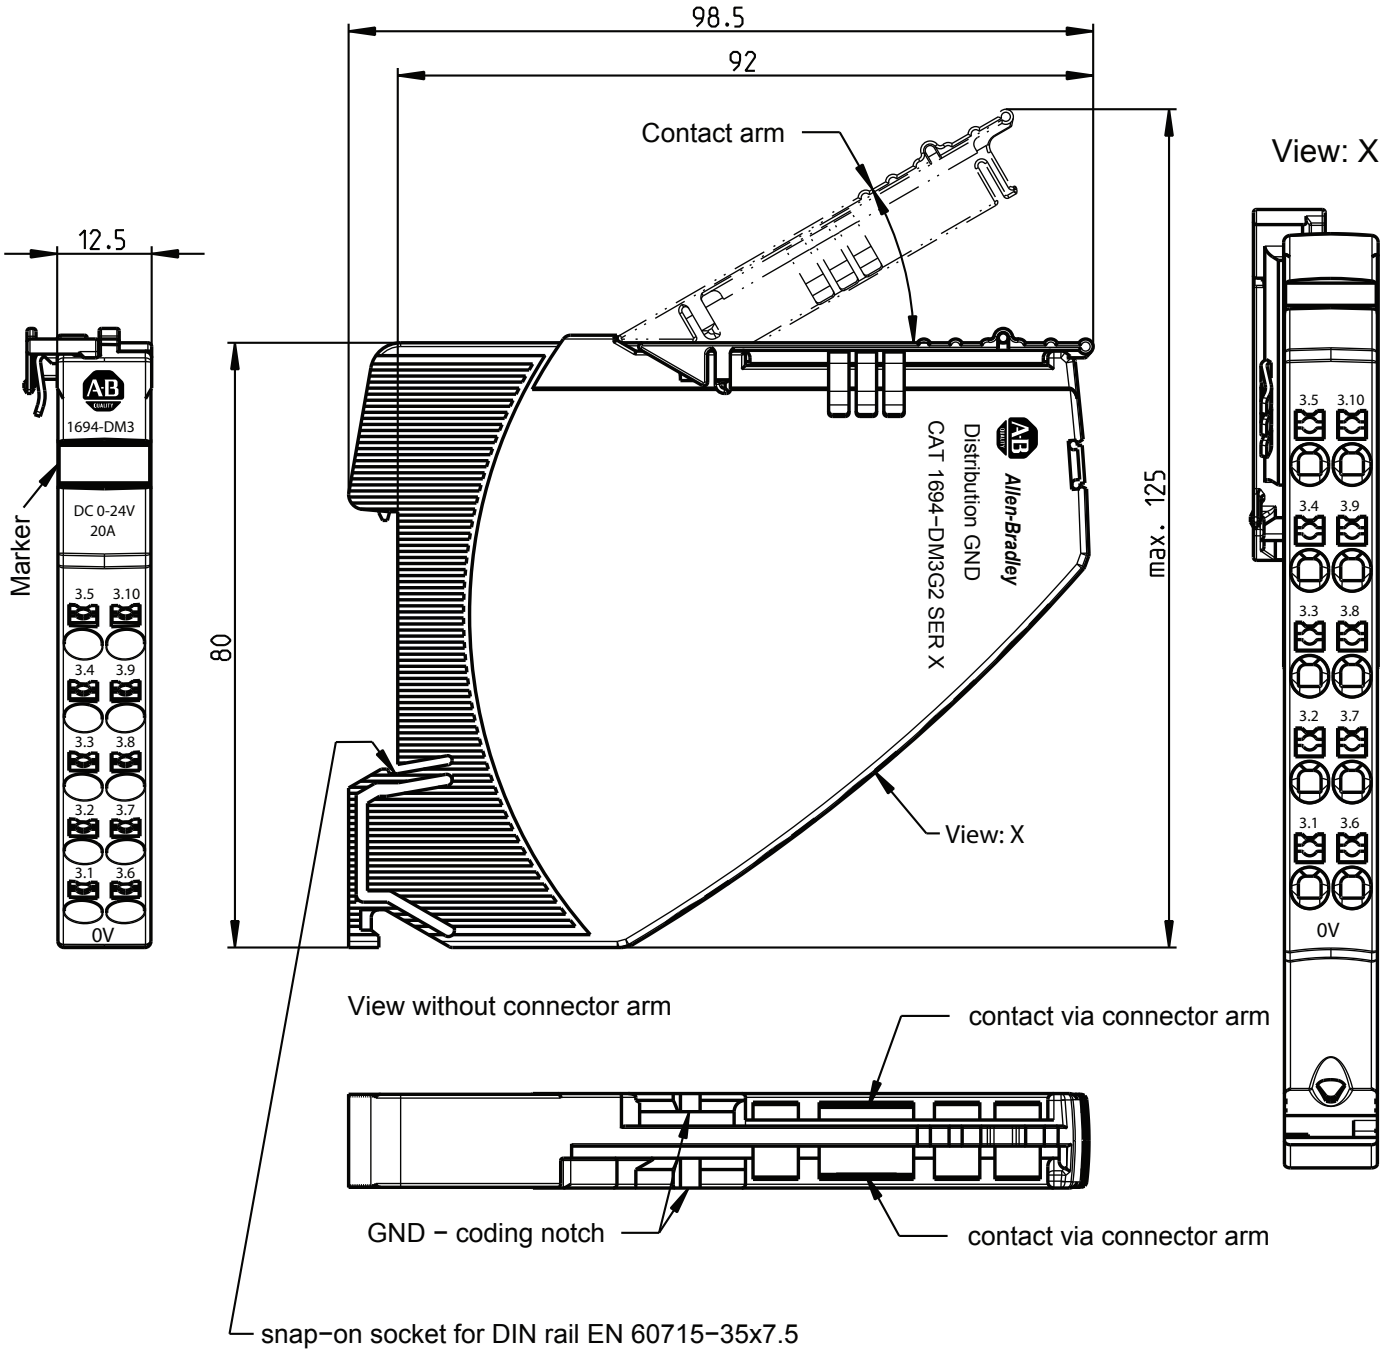 98.5
92
Contact arm
View: X
12.5
A-B
QUALITY
1694-DM3
Marker
DC 0-24V
20A
3.5 3.10
3.4 3.9
3.3 3.8
3.2 3.7
3.1 3.6
0V
80
AB
Allen-Bradley
Distribution GND
CAT 1694-DM3G2 SER X
max. 125
View: X
3.5 3.10
3.4 3.9
3.3 3.8
3.2 3.7
3.1 3.6
0V
View without connector arm
contact via connector arm
GND - coding notch
contact via connector arm
snap-on socket for DIN rail EN 60715-35x7.5